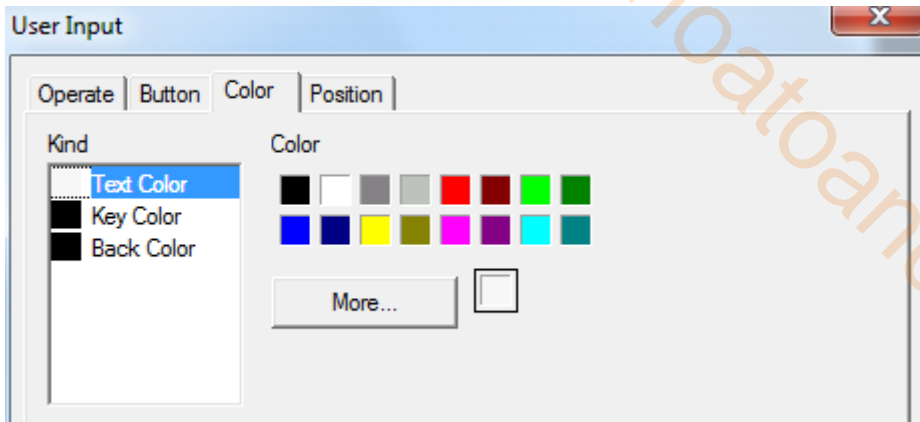 User Input
X
Operate Button Color Position
Kind
Color
Text Color
Key Color
Back Color
More...